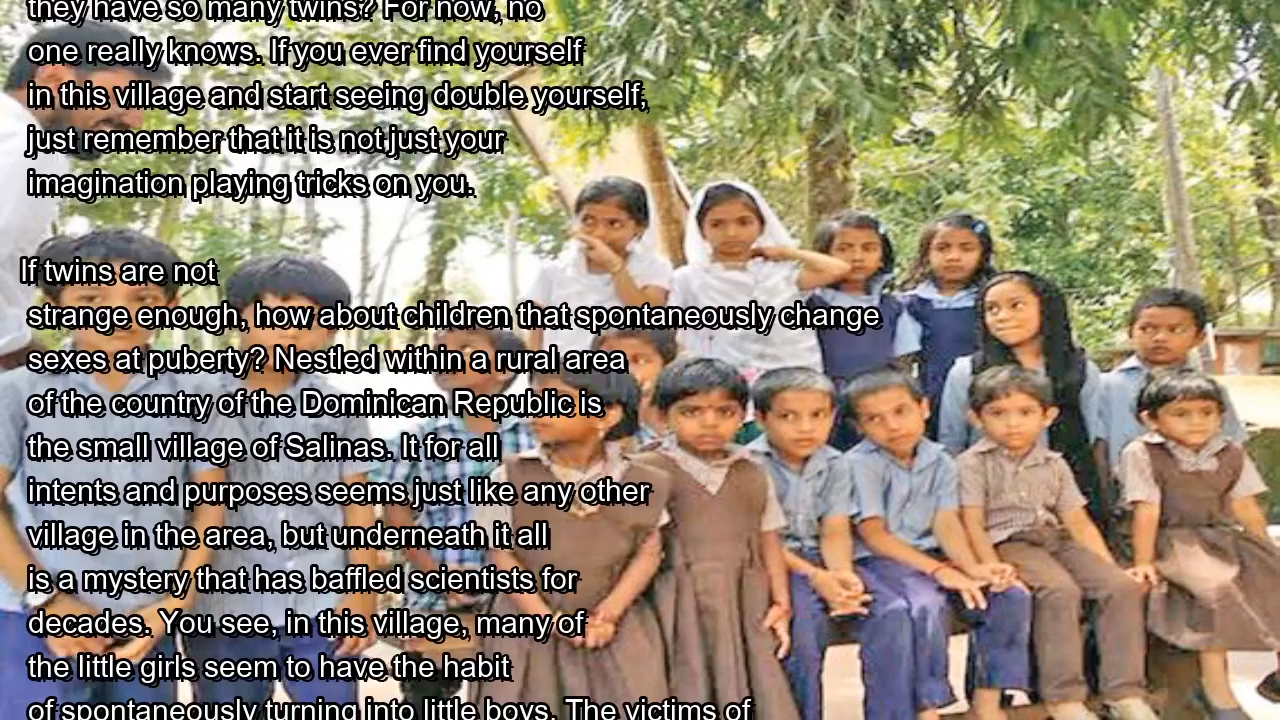 they have so many twins? For now, no
one really knows. If you ever find yourself
in this village and start seeing double yourself,
just remember that it is not just your
imagination playing tricks on you.
If twins are not
strange enough, how about children that spontaneously change
sexes at puberty? Nestled within a rural area
of the country of the Dominican Republic is
the small village of Salinas. It for all
intents and purposes seems just like any other
village in the area, but underneath it all
is a mystery that has baffled scientists for
decades. You see, in this village, many of
the little girls seem to have the habit
of spontaneously turning into little boys. The victims of